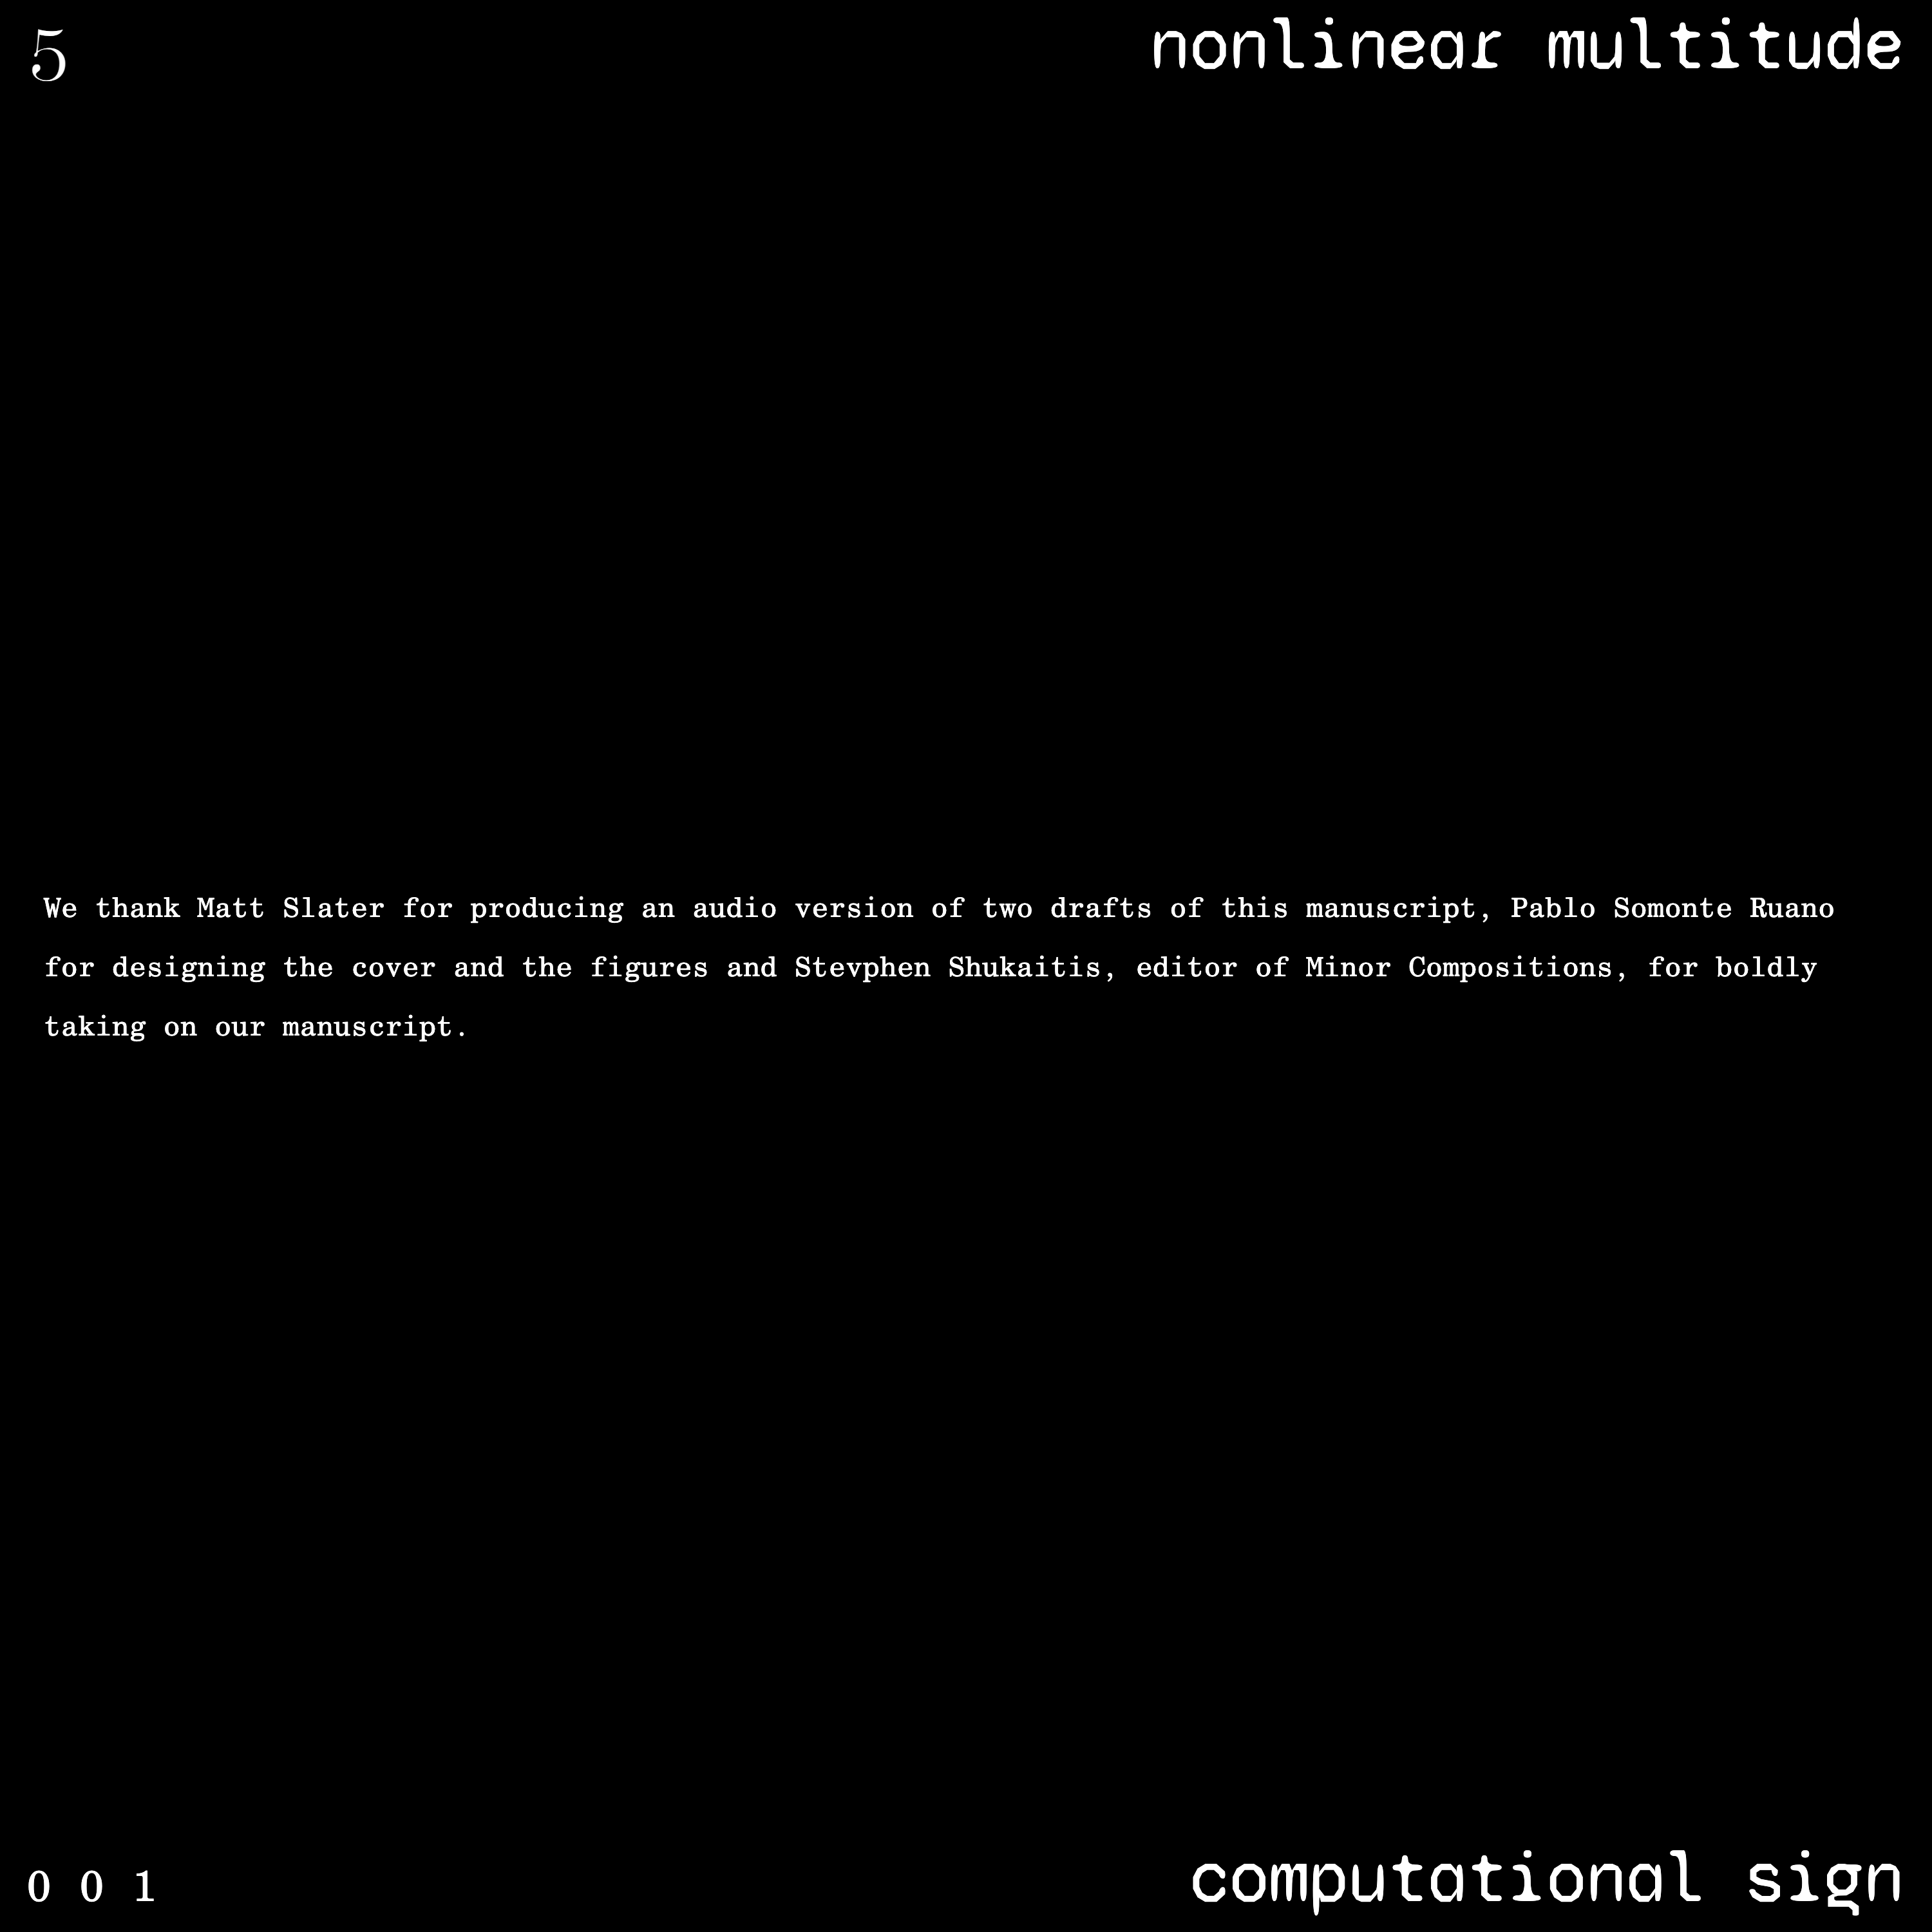 5
nonlinear multitude
We thank Matt Slater for producing an audio version of two drafts of this manuscript, Pablo Somonte Ruano
for designing the cover and the figures and Stevphen Shukaitis, editor of Minor Compositions, for boldly
taking on our manuscript.
0 0 1
computational sign